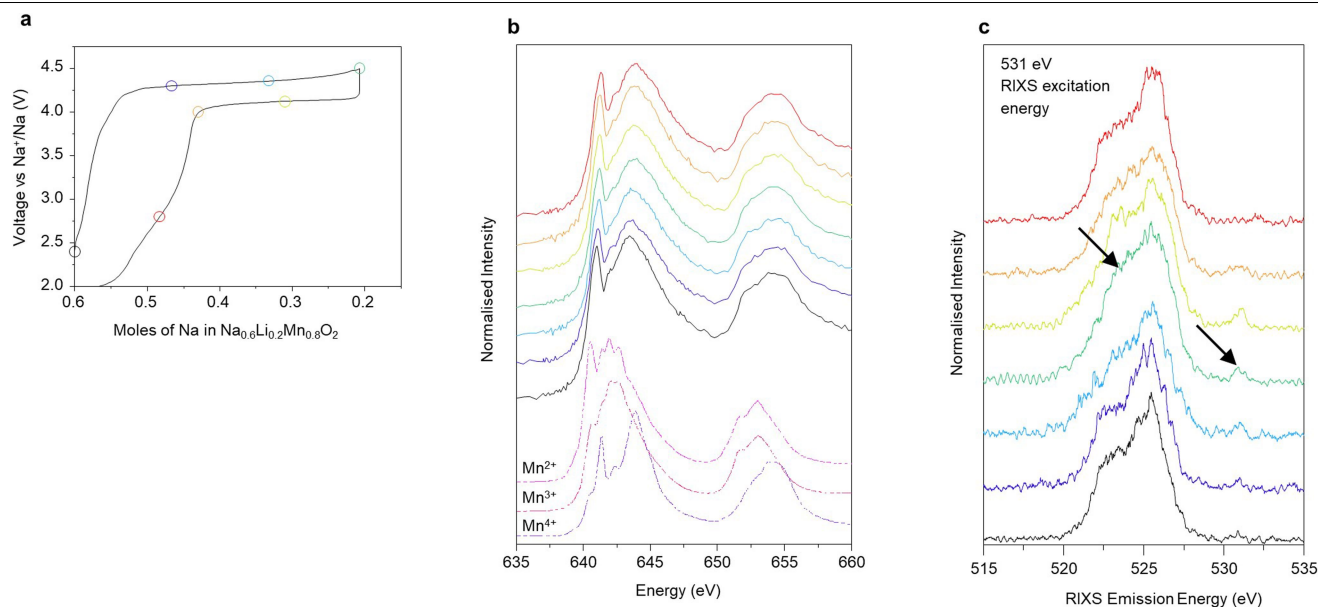 a
4.5
4.0
3.5
3.0
2.5
2.0
Voltage vs Na⁺/Na (V)
0.6
0.5
0.4
0.3
0.2
Moles of Na in Na₀.₆Li₀.₂Mn₀.₈O₂
b
Normalised Intensity
Mn²⁺
Mn³⁺
Mn⁴⁺
635
640
645
650
655
660
Energy (eV)
c
531 eV
RIXS excitation
energy
Normalised Intensity
515
520
525
530
535
RIXS Emission Energy (eV)